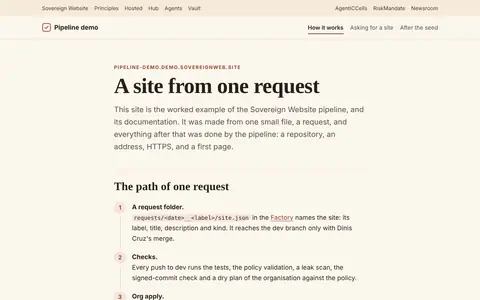 Sovereign Website Principles Hosted Hub Agents Vault AgenticCells RiskMandate Newsroom
Pipeline demo How it works Asking for a site After the seed
PIPELINE-DEMO.DEMO.SOVEREIGNWEB.SITE
A site from one request
This site is the worked example of the Sovereign Website pipeline, and
its documentation. It was made from one small file, a request, and
everything after that was done by the pipeline: a repository, an
address, HTTPS, and a first page.
The path of one request
1 A request folder.
requests/<date>__<label>/site.json in the Factory names the site: its
label, title, description and kind. It reaches the dev branch only with Dinis
Cruz's merge.
2 Checks.
Every push to dev runs the tests, the policy validation, a leak scan, the
signed-commit check and a dry plan of the organisation against the policy.
3 Org apply.